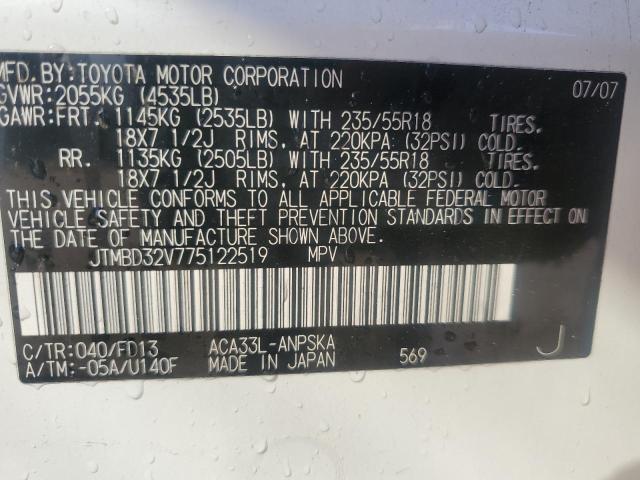 MFD. BY: TOYOTA MOTOR CORPORATION 07/07
GVWR: 2055KG (4535LB)
GAWR: FRT. 1145KG (2535LB) WITH 235/55R18 TIRES.
18X7 1/2J RIMS, AT 220KPA (32PSI) COLD.
RR. 1135KG (2505LB) WITH 235/55R18 TIRES.
18X7 1/2J RIMS, AT 220KPA (32PSI) COLD.
THIS VEHICLE CONFORMS TO ALL APPLICABLE FEDERAL MOTOR
VEHICLE SAFETY AND THEFT PREVENTION STANDARDS IN EFFECT ON
THE DATE OF MANUFACTURE SHOWN ABOVE.
JTMBD32V775122519 MPV
C/TR: 040/FD13 ACA33L-ANPSKA J
A/TM: -05A/U140F MADE IN JAPAN 569